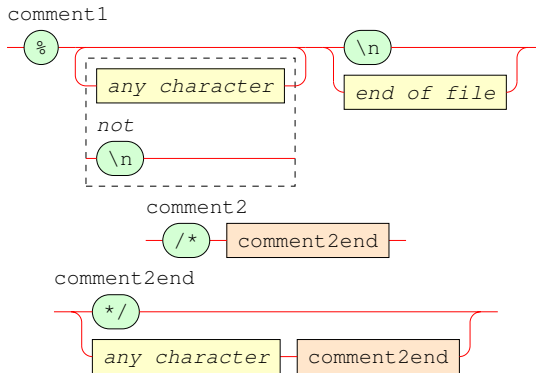 comment1
% \n
any character end of file
not
\n
comment2
/* comment2end
comment2end
*/
any character comment2end